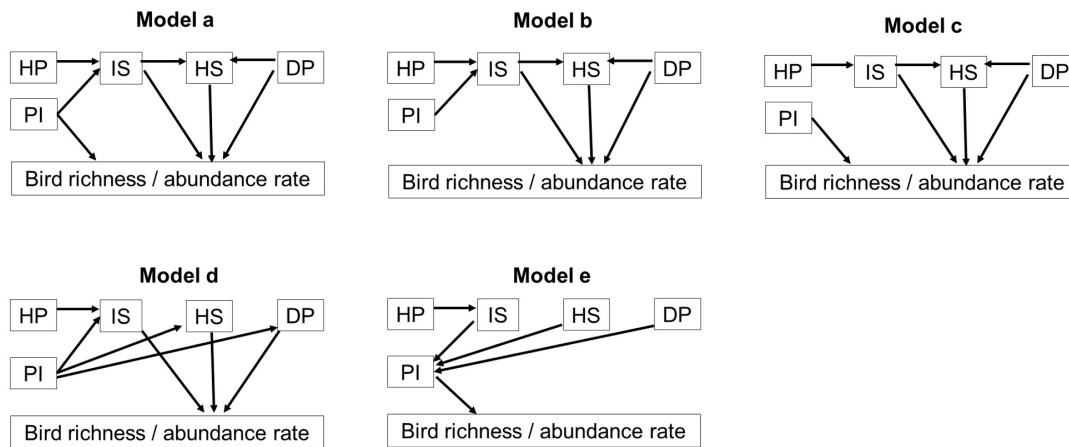 Model a
HP IS HS DP
PI
Bird richness / abundance rate
Model b
HP IS HS DP
PI
Bird richness / abundance rate
Model c
HP IS HS DP
PI
Bird richness / abundance rate
Model d
HP IS HS DP
PI
Bird richness / abundance rate
Model e
HP IS HS DP
PI
Bird richness / abundance rate